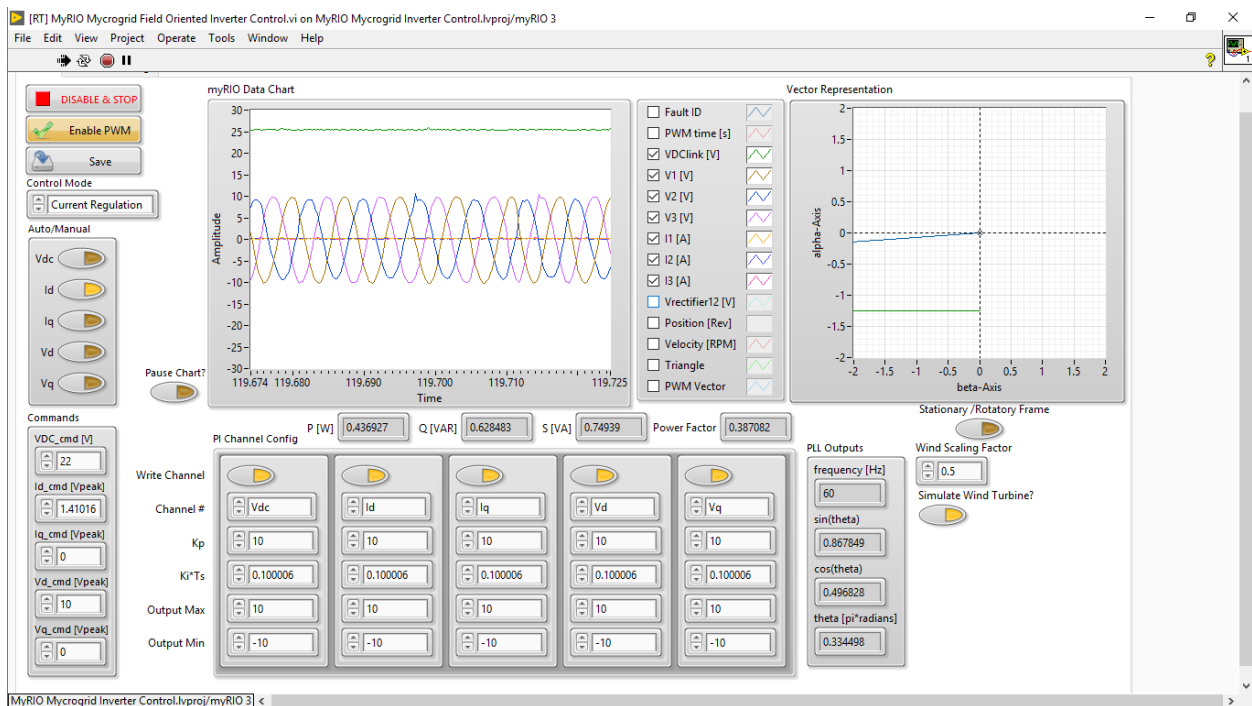 [RT] MyRIO Mycrogrid Field Oriented Inverter Control.vi on MyRIO Mycrogrid Inverter Control.lvproj/myRIO 3
File Edit View Project Operate Tools Window Help
1
DISABLE & STOP
Enable PWM
Save
Control Mode
Current Regulation
Auto/Manual
Vdc
Id
Iq
Vd
Vq
Pause Chart?
myRIO Data Chart
Amplitude
30
25
20
15
10
5
0
-5
-10
-15
-20
-25
-30
119.674 119.680 119.690 119.700 119.710 119.725
Time
Fault ID
PWM time [s]
VDClink [V]
V1 [V]
V2 [V]
V3 [V]
I1 [A]
I2 [A]
I3 [A]
Vrectifier12 [V]
Position [Rev]
Velocity [RPM]
Triangle
PWM Vector
Vector Representation
alpha-Axis
2
1.5
1
0.5
0
-0.5
-1
-1.5
-2
-2 -1.5 -1 -0.5 0 0.5 1 1.5 2
beta-Axis
Stationary /Rotatory Frame
Commands
VDC_cmd [V]
22
Id_cmd [Vpeak]
1.41016
Iq_cmd [Vpeak]
0
Vd_cmd [Vpeak]
10
Vq_cmd [Vpeak]
0
P [W] 0.436927 Q [VAR] 0.628483 S [VA] 0.74939 Power Factor 0.387082
PI Channel Config
Write Channel
Channel # Vdc Id Iq Vd Vq
Kp 10 10 10 10 10
Ki*Ts 0.100006 0.100006 0.100006 0.100006 0.100006
Output Max 10 10 10 10 10
Output Min -10 -10 -10 -10 -10
PLL Outputs
frequency [Hz]
60
sin(theta)
0.867849
cos(theta)
0.496828
theta [pi*radians]
0.334498
Wind Scaling Factor
0.5
Simulate Wind Turbine?
MyRIO Mycrogrid Inverter Control.lvproj/myRIO 3